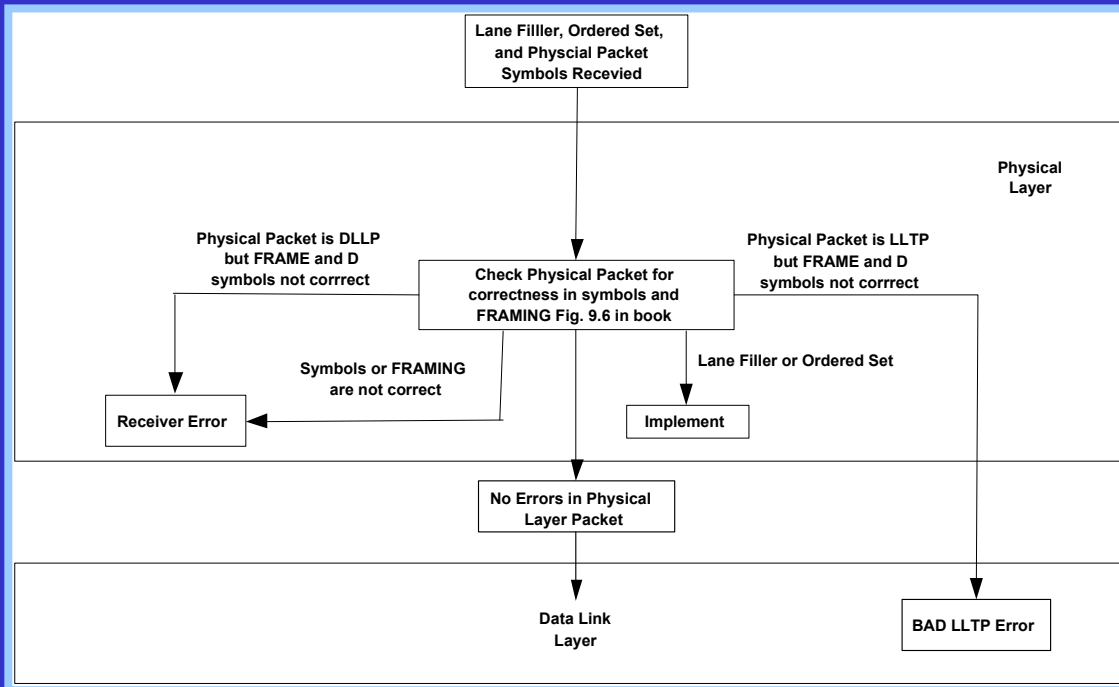 Lane Filller, Ordered Set,
and Physcial Packet
Symbols Recevied
Physical
Layer
Physical Packet is DLLP
but FRAME and D
symbols not corrrect
Physical Packet is LLTP
but FRAME and D
symbols not corrrect
Check Physical Packet for
correctness in symbols and
FRAMING Fig. 9.6 in book
Symbols or FRAMING
are not correct
Lane Filler or Ordered Set
Receiver Error
Implement
No Errors in Physical
Layer Packet
Data Link
Layer
BAD LLTP Error